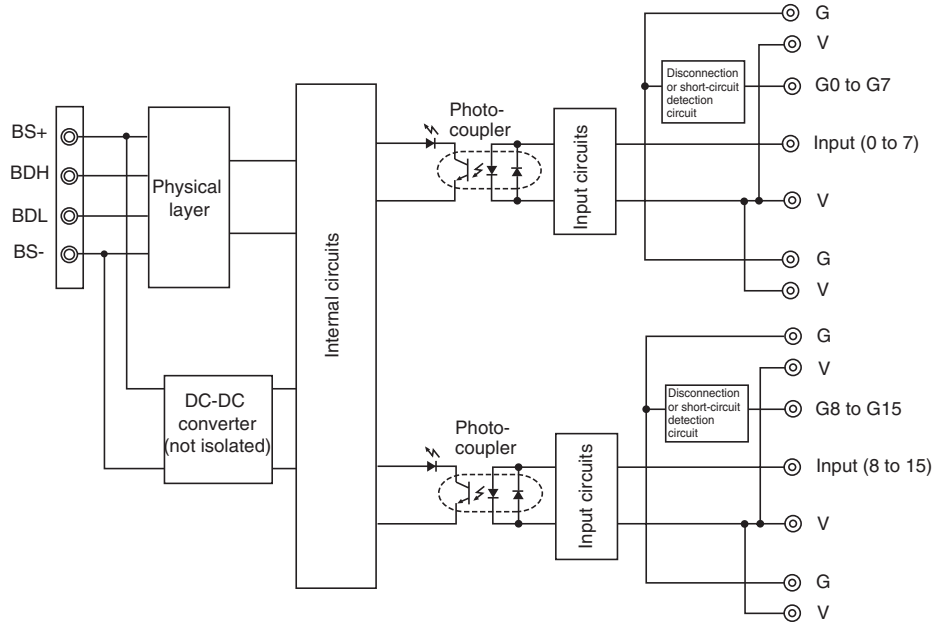 BS+
BDH
BDL
BS-
Physical
layer
DC-DC
converter
(not isolated)
Internal circuits
Photo-
coupler
Input circuits
G
V
Disconnection
or short-circuit
detection
circuit
G0 to G7
Input (0 to 7)
V
G
V
Photo-
coupler
Input circuits
G
V
Disconnection
or short-circuit
detection
circuit
G8 to G15
Input (8 to 15)
V
G
V